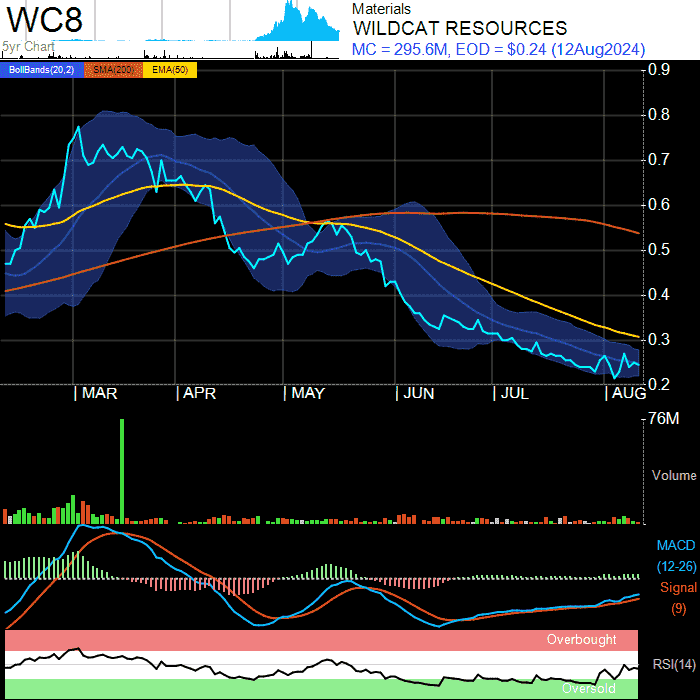 WC8
5yr Chart
Materials
WILDCAT RESOURCES
MC = 295.6M, EOD = $0.24 (12Aug2024)
BollBands(20,2) SMA(200) EMA(50)
0.9
0.8
0.7
0.6
0.5
0.4
0.3
0.2
| MAR | APR | MAY | JUN | JUL | AUG
76M
Volume
MACD
(12-26)
Signal
(9)
Overbought
RSI(14)
Oversold